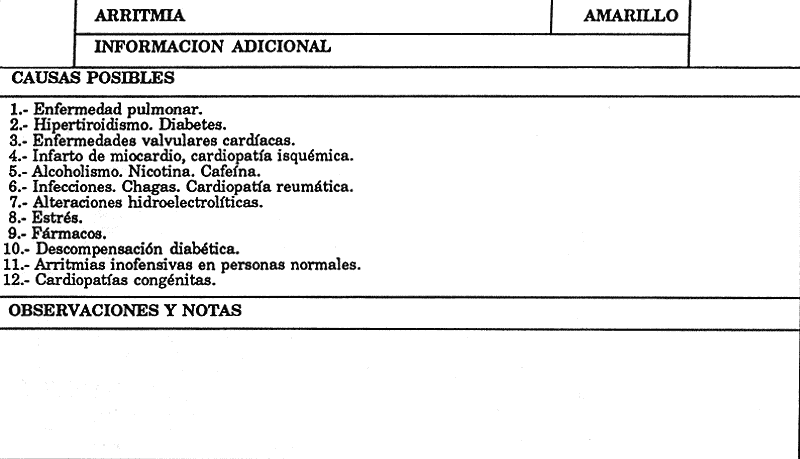 ARRITMIA AMARILLO
INFORMACION ADICIONAL
CAUSAS POSIBLES
1.- Enfermedad pulmonar.
2.- Hipertiroidismo. Diabetes.
3.- Enfermedades valvulares cardíacas.
4.- Infarto de miocardio, cardiopatía isquémica.
5.- Alcoholismo. Nicotina. Cafeína.
6.- Infecciones. Chagas. Cardiopatía reumática.
7.- Alteraciones hidroelectrolíticas.
8.- Estrés.
9.- Fármacos.
10.- Descompensación diabética.
11.- Arritmias inofensivas en personas normales.
12.- Cardiopatías congénitas.
OBSERVACIONES Y NOTAS